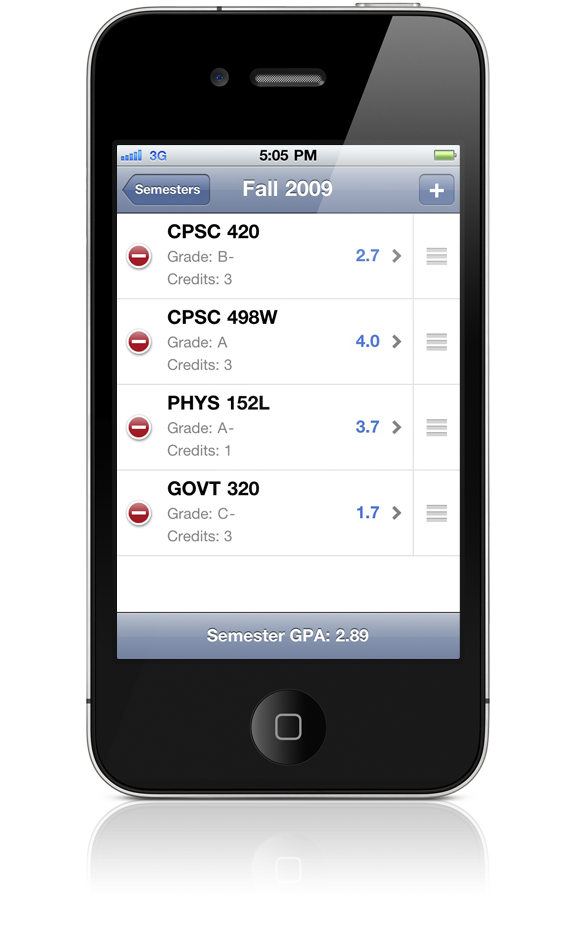 3G 5:05 PM
Semesters Fall 2009 +
CPSC 420
Grade: B- 2.7
Credits: 3
CPSC 498W
Grade: A 4.0
Credits: 3
PHYS 152L
Grade: A- 3.7
Credits: 1
GOVT 320
Grade: C- 1.7
Credits: 3
Semester GPA: 2.89